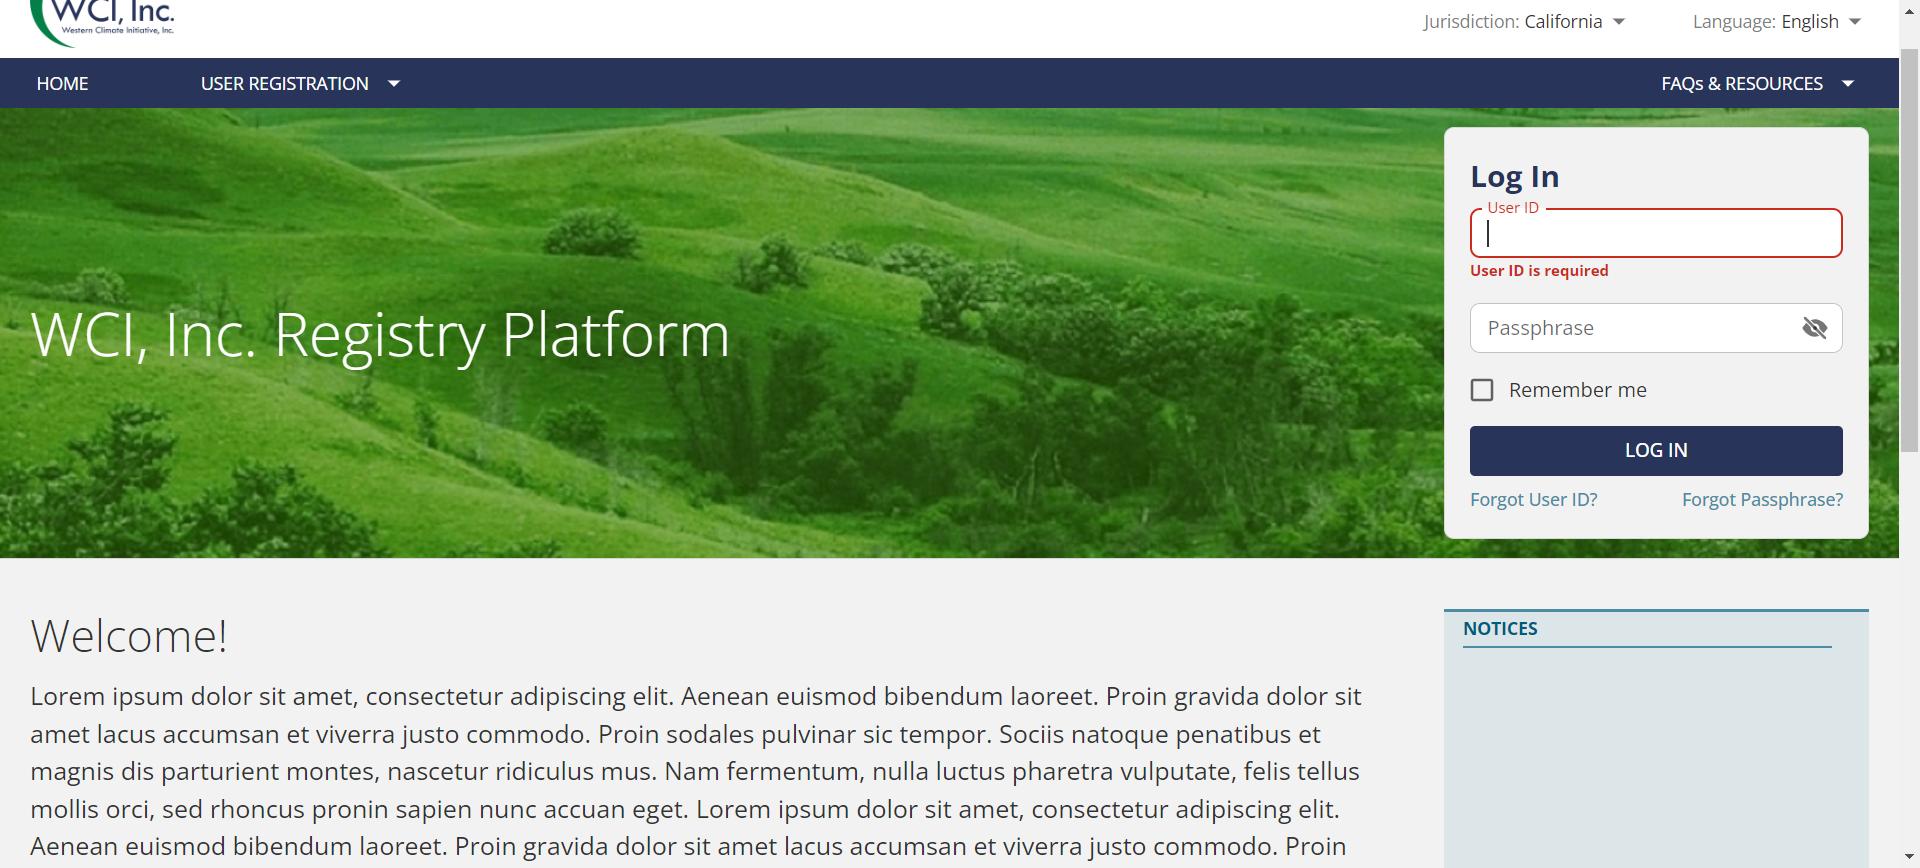 WCI, Inc.
Western Climate Initiative, Inc.
Jurisdiction: California
Language: English
HOME
USER REGISTRATION
FAQs & RESOURCES
WCI, Inc. Registry Platform
Log In
User ID
User ID is required
Passphrase
Remember me
LOG IN
Forgot User ID?
Forgot Passphrase?
Welcome!
Lorem ipsum dolor sit amet, consectetur adipiscing elit. Aenean euismod bibendum laoreet. Proin gravida dolor sit
amet lacus accumsan et viverra justo commodo. Proin sodales pulvinar sic tempor. Sociis natoque penatibus et
magnis dis parturient montes, nascetur ridiculus mus. Nam fermentum, nulla luctus pharetra vulputate, felis tellus
mollis orci, sed rhoncus pronin sapien nunc accuan eget. Lorem ipsum dolor sit amet, consectetur adipiscing elit.
Aenean euismod bibendum laoreet. Proin gravida dolor sit amet lacus accumsan et viverra justo commodo. Proin
NOTICES